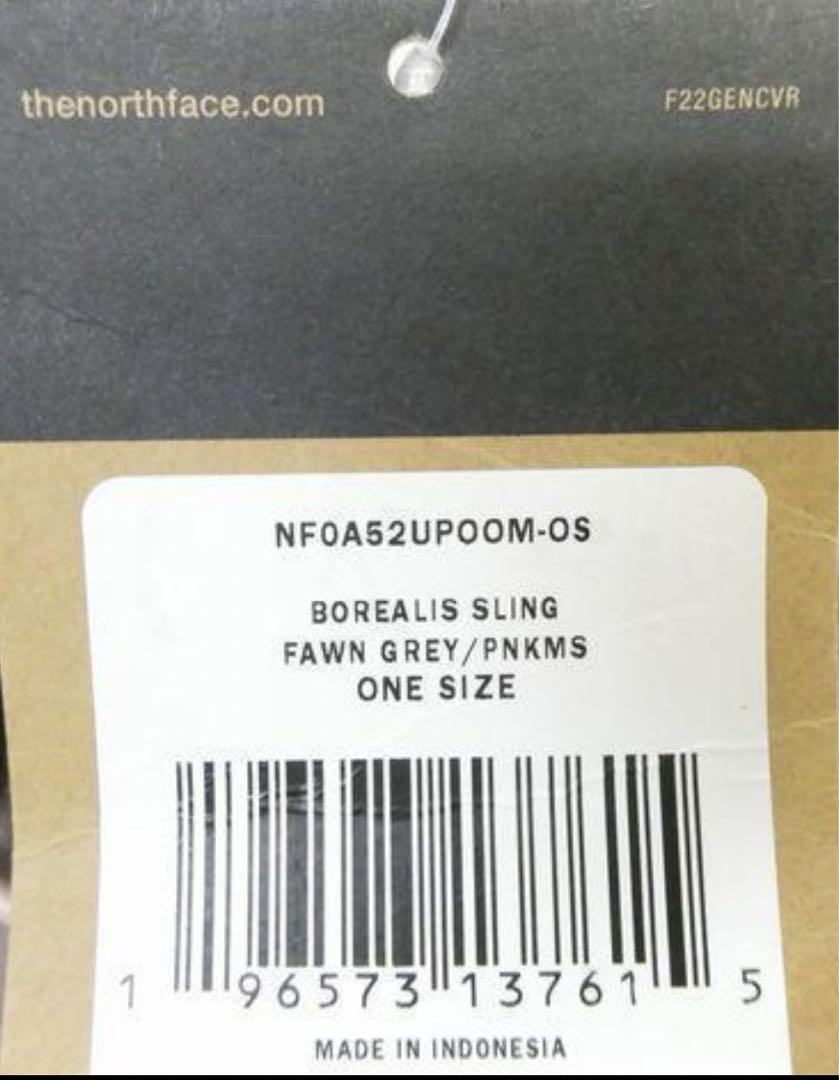 thenorthface.com
F22GENCVR
NF0A52UPOOM-OS
BOREALIS SLING
FAWN GREY/PNKMS
ONE SIZE
1 96573 13761 5
MADE IN INDONESIA